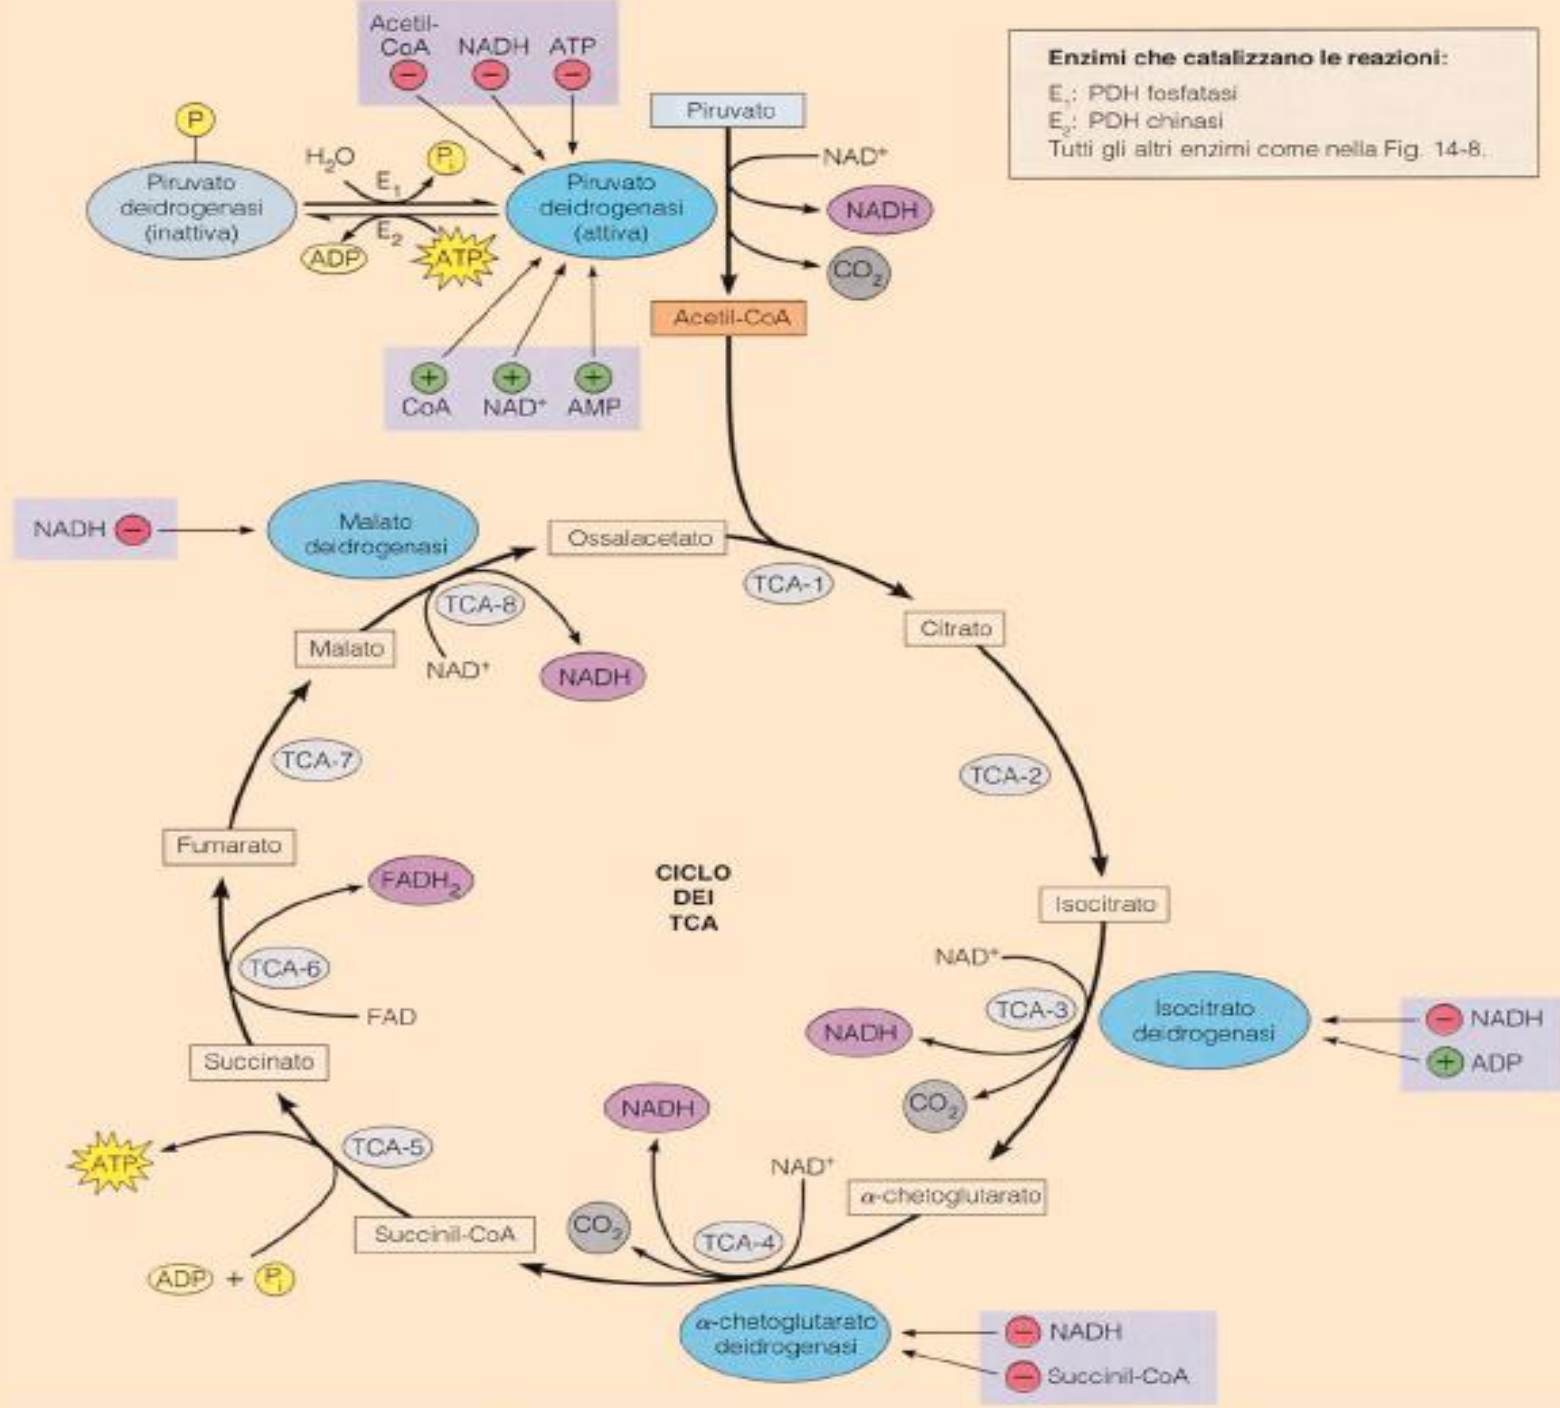 Acetil-
CoA NADH ATP
− − −
P
Piruvato
deidrogenasi
(inattiva)
H₂O
E₁
Pᵢ
E₂
ADP
ATP
Piruvato
deidrogenasi
(attiva)
+ + +
CoA NAD⁺ AMP
Piruvato
NAD⁺
NADH
CO₂
Acetil-CoA
Enzimi che catalizzano le reazioni:
E₁: PDH fosfatasi
E₂: PDH chinasi
Tutti gli altri enzimi come nella Fig. 14-8.
NADH −
Malato
deidrogenasi
Ossalacetato
TCA-1
Citrato
TCA-2
Isocitrato
NAD⁺
TCA-3
NADH
CO₂
Isocitrato
deidrogenasi
− NADH
+ ADP
α-chetoglutarato
NAD⁺
TCA-4
NADH
CO₂
α-chetoglutarato
deidrogenasi
− NADH
− Succinil-CoA
Succinil-CoA
TCA-5
ATP
ADP + Pᵢ
Succinato
TCA-6
FAD
FADH₂
Fumarato
TCA-7
Malato
TCA-8
NAD⁺
NADH
CICLO
DEI
TCA